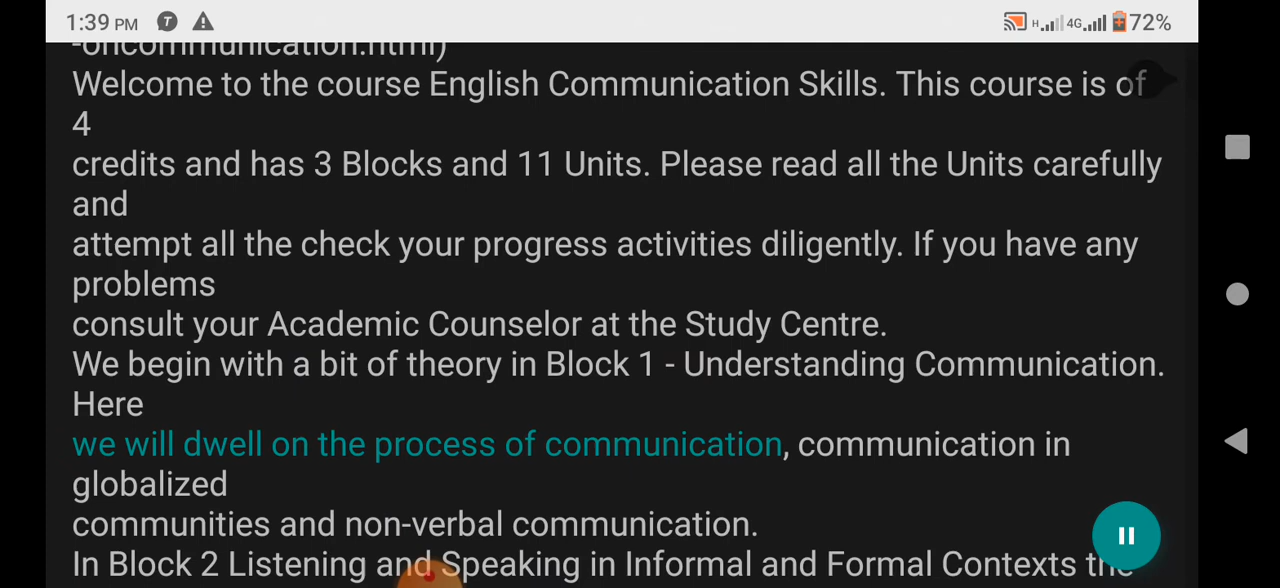 1:39 PM
H 4G 72%
-oncommunication.html)
Welcome to the course English Communication Skills. This course is of
4
credits and has 3 Blocks and 11 Units. Please read all the Units carefully
and
attempt all the check your progress activities diligently. If you have any
problems
consult your Academic Counselor at the Study Centre.
We begin with a bit of theory in Block 1 - Understanding Communication.
Here
we will dwell on the process of communication, communication in
globalized
communities and non-verbal communication.
In Block 2 Listening and Speaking in Informal and Formal Contexts the